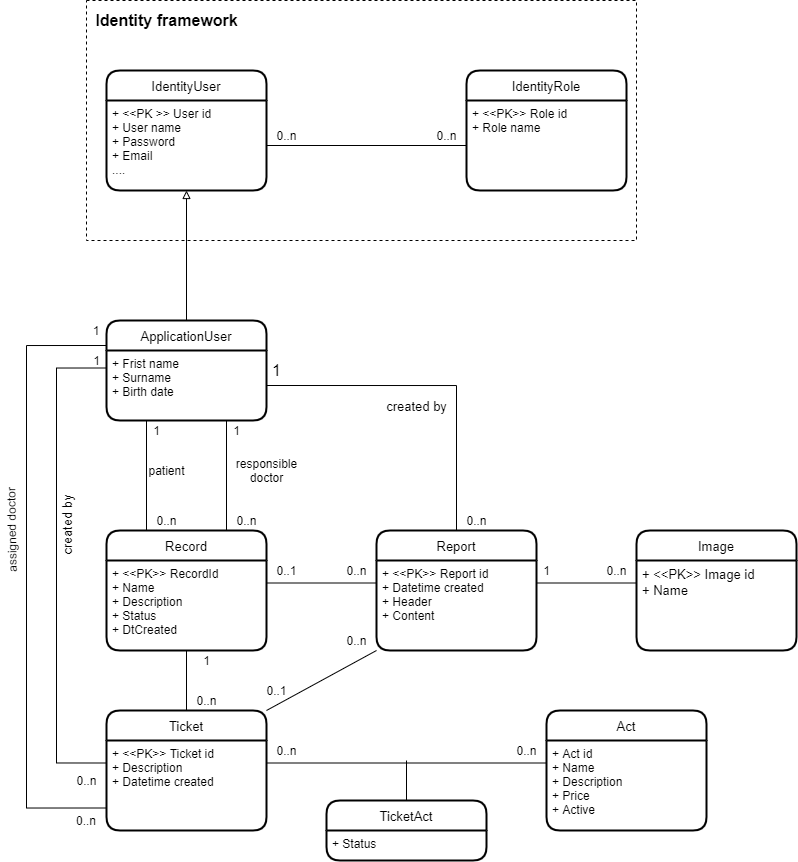 Identity framework
IdentityUser
+ <<PK >> User id
+ User name
+ Password
+ Email
....
0..n
0..n
IdentityRole
+ <<PK>> Role id
+ Role name
ApplicationUser
+ Frist name
+ Surname
+ Birth date
1
1
1
created by
1
patient
0..n
1
responsible
doctor
0..n
0..n
assigned doctor
created by
Record
+ <<PK>> RecordId
+ Name
+ Description
+ Status
+ DtCreated
0..1
0..n
Report
+ <<PK>> Report id
+ Datetime created
+ Header
+ Content
1
0..n
Image
+ <<PK>> Image id
+ Name
0..n
1
0..n
0..1
Ticket
+ <<PK>> Ticket id
+ Description
+ Datetime created
0..n
0..n
0..n
0..n
Act
+ Act id
+ Name
+ Description
+ Price
+ Active
TicketAct
+ Status